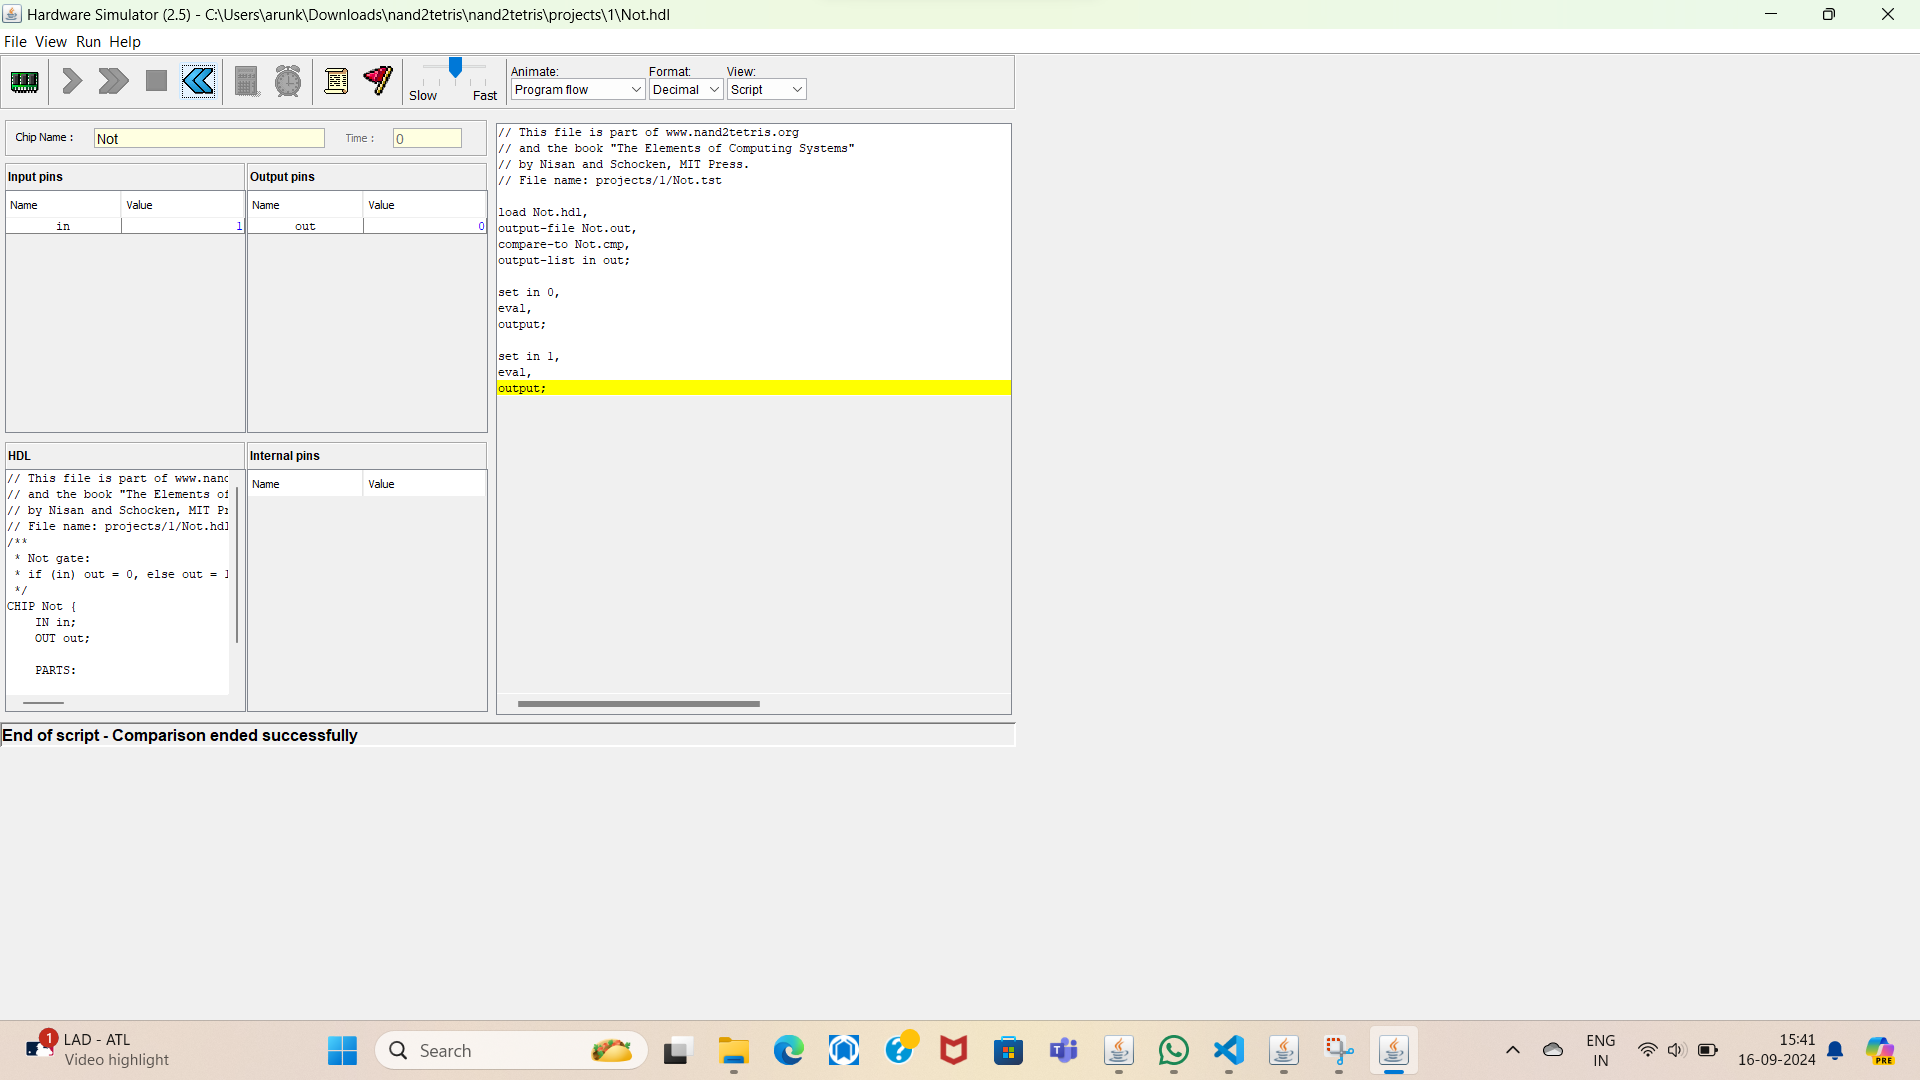 Hardware Simulator (2.5) - C:\Users\arunk\Downloads\nand2tetris\nand2tetris\projects\1\Not.hdl
File View Run Help
Slow Fast
Animate: Format: View:
Program flow Decimal Script
Chip Name : Not Time : 0
Input pins Output pins
Name Value Name Value
in 1 out 0
// This file is part of www.nand2tetris.org
// and the book "The Elements of Computing Systems"
// by Nisan and Schocken, MIT Press.
// File name: projects/1/Not.tst
load Not.hdl,
output-file Not.out,
compare-to Not.cmp,
output-list in out;
set in 0,
eval,
output;
set in 1,
eval,
output;
HDL
// This file is part of www.nand
// and the book "The Elements of
// by Nisan and Schocken, MIT Pr
// File name: projects/1/Not.hdl
/**
* Not gate:
* if (in) out = 0, else out = 1
*/
CHIP Not {
IN in;
OUT out;
PARTS:
Internal pins
Name Value
End of script - Comparison ended successfully
1 LAD - ATL
Video highlight
Search
PRE
ENG
IN
15:41
16-09-2024